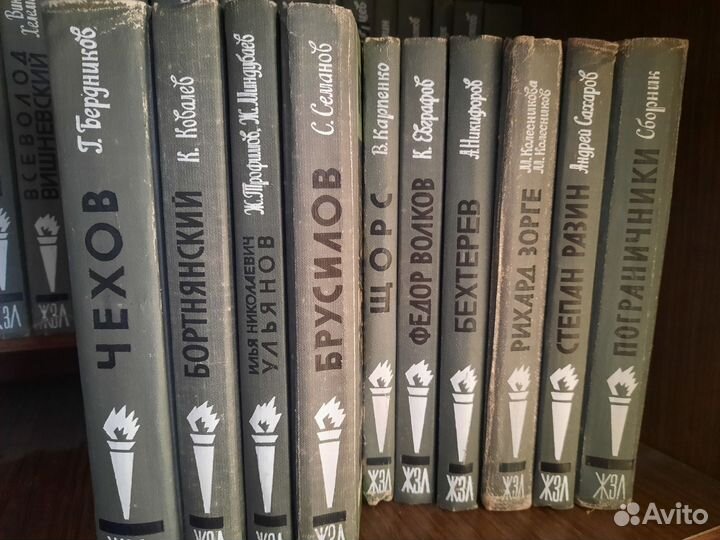 ВСЕВОЛОД
ВИШНЕВСКИЙ
ЖЗЛ
Г. Бердников
ЧЕХОВ
К. Ковалев
БОРТНЯНСКИЙ
ЖЗЛ
Ж. Трофимов, Ж. Миндубаев
ИЛЬЯ НИКОЛАЕВИЧ
УЛЬЯНОВ
ЖЗЛ
С. Семанов
БРУСИЛОВ
ЖЗЛ
В. Карпенко
ЩОРС
ЖЗЛ
К. Евграфов
ФЕДОР ВОЛКОВ
ЖЗЛ
А. Никифоров
БЕХТЕРЕВ
ЖЗЛ
М. Колесникова
М. Колесников
РИХАРД ЗОРГЕ
ЖЗЛ
Андрей Сахаров
СТЕПАН РАЗИН
ЖЗЛ
Сборник
ПОГРАНИЧНИКИ
ЖЗЛ
Avito